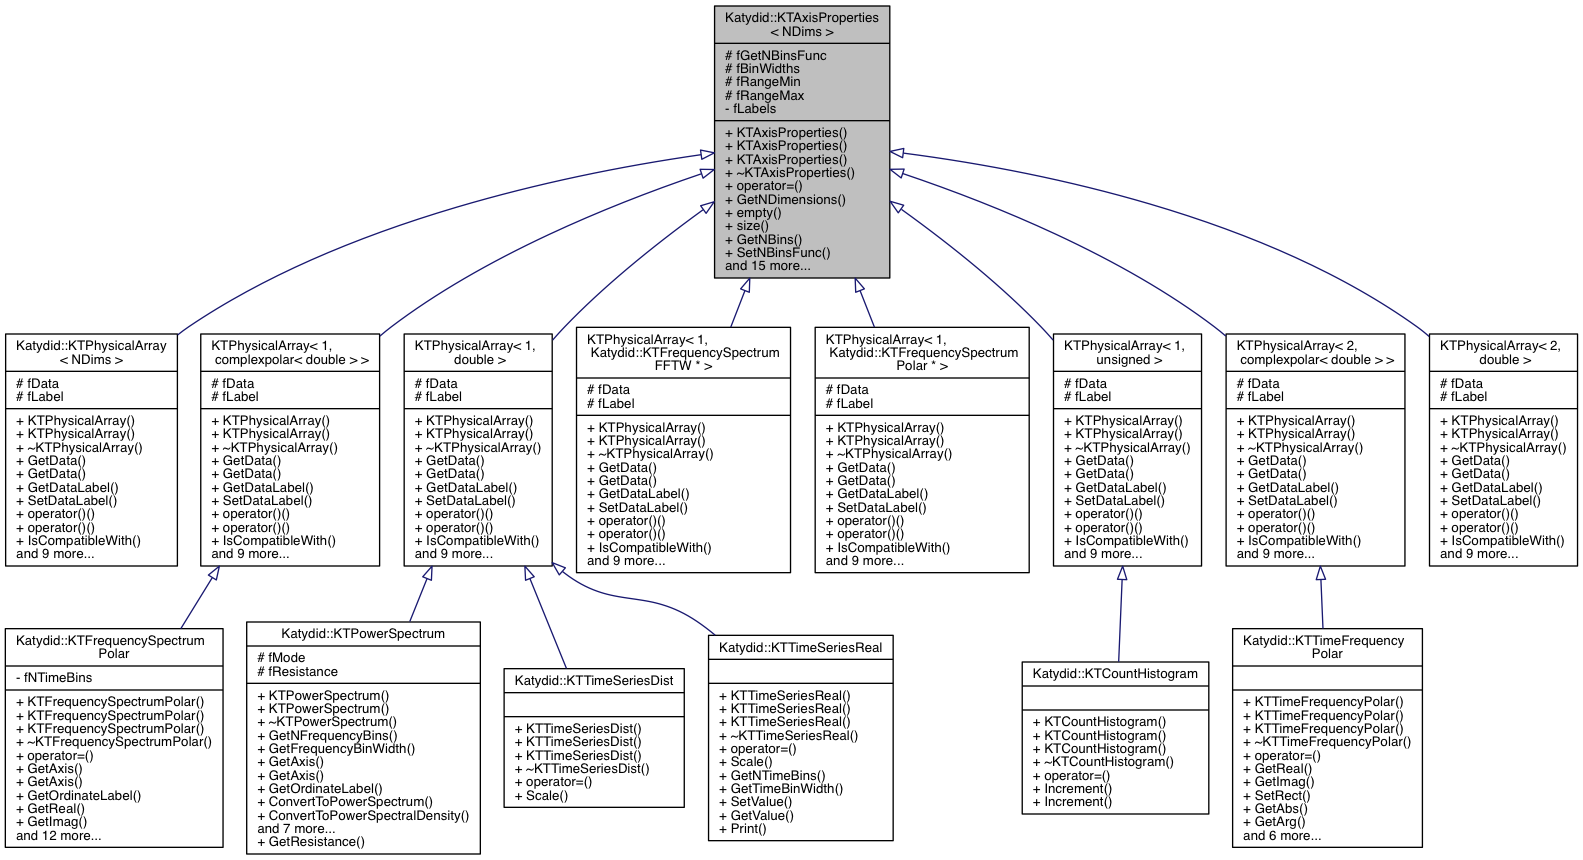 Katydid::KTAxisProperties
< NDims >
# fGetNBinsFunc
# fBinWidths
# fRangeMin
# fRangeMax
- fLabels
+ KTAxisProperties()
+ KTAxisProperties()
+ KTAxisProperties()
+ ~KTAxisProperties()
+ operator=()
+ GetNDimensions()
+ empty()
+ size()
+ GetNBins()
+ SetNBinsFunc()
and 15 more...
Katydid::KTPhysicalArray
< NDims >
# fData
# fLabel
+ KTPhysicalArray()
+ KTPhysicalArray()
+ ~KTPhysicalArray()
+ GetData()
+ GetData()
+ GetDataLabel()
+ SetDataLabel()
+ operator()()
+ operator()()
+ IsCompatibleWith()
and 9 more...
KTPhysicalArray< 1,
complexpolar< double > >
# fData
# fLabel
+ KTPhysicalArray()
+ KTPhysicalArray()
+ ~KTPhysicalArray()
+ GetData()
+ GetData()
+ GetDataLabel()
+ SetDataLabel()
+ operator()()
+ operator()()
+ IsCompatibleWith()
and 9 more...
KTPhysicalArray< 1,
double >
# fData
# fLabel
+ KTPhysicalArray()
+ KTPhysicalArray()
+ ~KTPhysicalArray()
+ GetData()
+ GetData()
+ GetDataLabel()
+ SetDataLabel()
+ operator()()
+ operator()()
+ IsCompatibleWith()
and 9 more...
KTPhysicalArray< 1,
Katydid::KTFrequencySpectrum
FFTW * >
# fData
# fLabel
+ KTPhysicalArray()
+ KTPhysicalArray()
+ ~KTPhysicalArray()
+ GetData()
+ GetData()
+ GetDataLabel()
+ SetDataLabel()
+ operator()()
+ operator()()
+ IsCompatibleWith()
and 9 more...
KTPhysicalArray< 1,
Katydid::KTFrequencySpectrum
Polar * >
# fData
# fLabel
+ KTPhysicalArray()
+ KTPhysicalArray()
+ ~KTPhysicalArray()
+ GetData()
+ GetData()
+ GetDataLabel()
+ SetDataLabel()
+ operator()()
+ operator()()
+ IsCompatibleWith()
and 9 more...
KTPhysicalArray< 1,
unsigned >
# fData
# fLabel
+ KTPhysicalArray()
+ KTPhysicalArray()
+ ~KTPhysicalArray()
+ GetData()
+ GetData()
+ GetDataLabel()
+ SetDataLabel()
+ operator()()
+ operator()()
+ IsCompatibleWith()
and 9 more...
KTPhysicalArray< 2,
complexpolar< double > >
# fData
# fLabel
+ KTPhysicalArray()
+ KTPhysicalArray()
+ ~KTPhysicalArray()
+ GetData()
+ GetData()
+ GetDataLabel()
+ SetDataLabel()
+ operator()()
+ operator()()
+ IsCompatibleWith()
and 9 more...
KTPhysicalArray< 2,
double >
# fData
# fLabel
+ KTPhysicalArray()
+ KTPhysicalArray()
+ ~KTPhysicalArray()
+ GetData()
+ GetData()
+ GetDataLabel()
+ SetDataLabel()
+ operator()()
+ operator()()
+ IsCompatibleWith()
and 9 more...
Katydid::KTFrequencySpectrum
Polar
- fNTimeBins
+ KTFrequencySpectrumPolar()
+ KTFrequencySpectrumPolar()
+ KTFrequencySpectrumPolar()
+ ~KTFrequencySpectrumPolar()
+ operator=()
+ GetAxis()
+ GetAxis()
+ GetOrdinateLabel()
+ GetReal()
+ GetImag()
and 12 more...
Katydid::KTPowerSpectrum
# fMode
# fResistance
+ KTPowerSpectrum()
+ KTPowerSpectrum()
+ ~KTPowerSpectrum()
+ GetNFrequencyBins()
+ GetFrequencyBinWidth()
+ GetAxis()
+ GetAxis()
+ GetOrdinateLabel()
+ ConvertToPowerSpectrum()
+ ConvertToPowerSpectralDensity()
and 7 more...
+ GetResistance()
Katydid::KTTimeSeriesDist
+ KTTimeSeriesDist()
+ KTTimeSeriesDist()
+ KTTimeSeriesDist()
+ ~KTTimeSeriesDist()
+ operator=()
+ Scale()
Katydid::KTTimeSeriesReal
+ KTTimeSeriesReal()
+ KTTimeSeriesReal()
+ KTTimeSeriesReal()
+ ~KTTimeSeriesReal()
+ operator=()
+ Scale()
+ GetNTimeBins()
+ GetTimeBinWidth()
+ SetValue()
+ GetValue()
+ Print()
Katydid::KTCountHistogram
+ KTCountHistogram()
+ KTCountHistogram()
+ KTCountHistogram()
+ ~KTCountHistogram()
+ operator=()
+ Increment()
+ Increment()
Katydid::KTTimeFrequency
Polar
+ KTTimeFrequencyPolar()
+ KTTimeFrequencyPolar()
+ KTTimeFrequencyPolar()
+ ~KTTimeFrequencyPolar()
+ operator=()
+ GetReal()
+ GetImag()
+ SetRect()
+ GetAbs()
+ GetArg()
and 6 more...